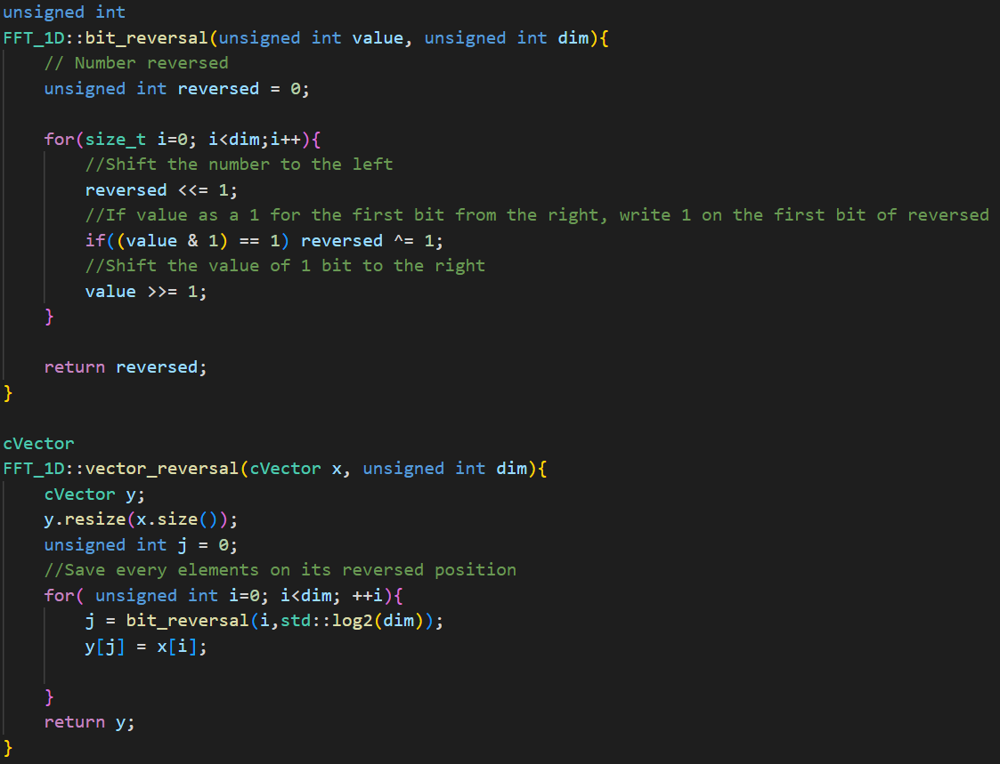 unsigned int
FFT_1D::bit_reversal(unsigned int value, unsigned int dim){
    // Number reversed
    unsigned int reversed = 0;

    for(size_t i=0; i<dim;i++){
        //Shift the number to the left
        reversed <<= 1;
        //If value as a 1 for the first bit from the right, write 1 on the first bit of reversed
        if((value & 1) == 1) reversed ^= 1;
        //Shift the value of 1 bit to the right
        value >>= 1;
    }

    return reversed;
}

cVector
FFT_1D::vector_reversal(cVector x, unsigned int dim){
    cVector y;
    y.resize(x.size());
    unsigned int j = 0;
    //Save every elements on its reversed position
    for( unsigned int i=0; i<dim; ++i){
        j = bit_reversal(i,std::log2(dim));
        y[j] = x[i];

    }
    return y;
}